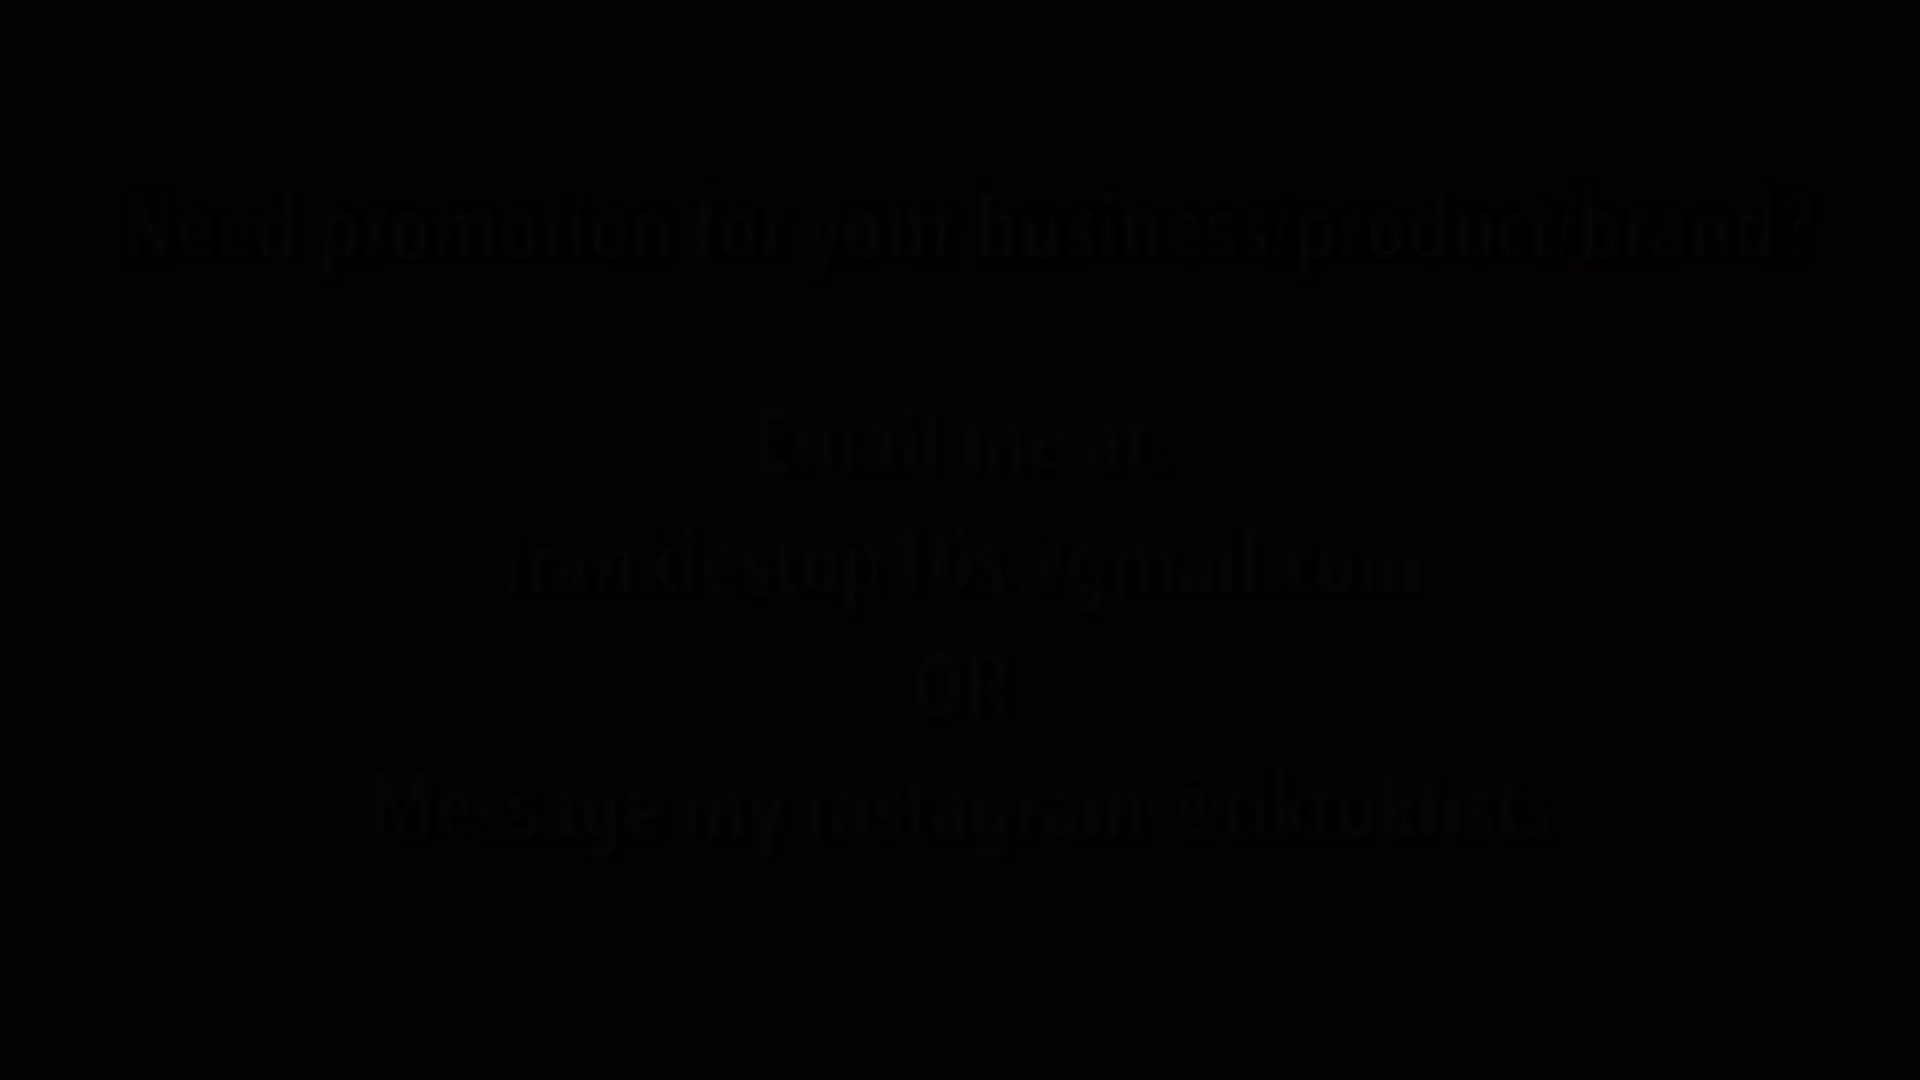 Need promotion for your business/product/brand?
Email me at:
frankiestop10s@gmail.com
OR
Message my instagram @tiktoklists